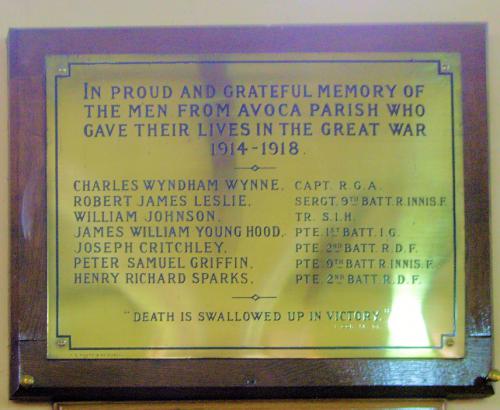 IN PROUD AND GRATEFUL MEMORY OF
THE MEN FROM AVOCA PARISH WHO
GAVE THEIR LIVES IN THE GREAT WAR
1914-1918.
CHARLES WYNDHAM WYNNE. CAPT. R.G.A.
ROBERT JAMES LESLIE. SERGT. 9TH BATT. R. INNIS. F.
WILLIAM JOHNSON. TR. S.I.H.
JAMES WILLIAM YOUNG HOOD. PTE. 1ST BATT. I.G.
JOSEPH CRITCHLEY. PTE. 2ND BATT. R.D.F.
PETER SAMUEL GRIFFIN. PTE. 9TH BATT R. INNIS. F.
HENRY RICHARD SPARKS. PTE. 2ND BATT. R.D.F.
"DEATH IS SWALLOWED UP IN VICTORY."